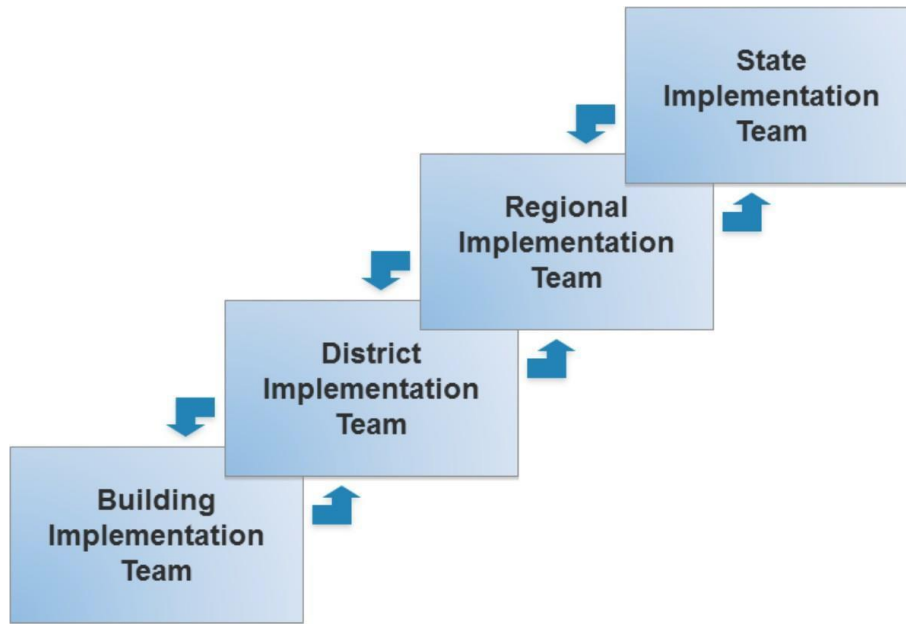 State
Implementation
Team
Regional
Implementation
Team
District
Implementation
Team
Building
Implementation
Team